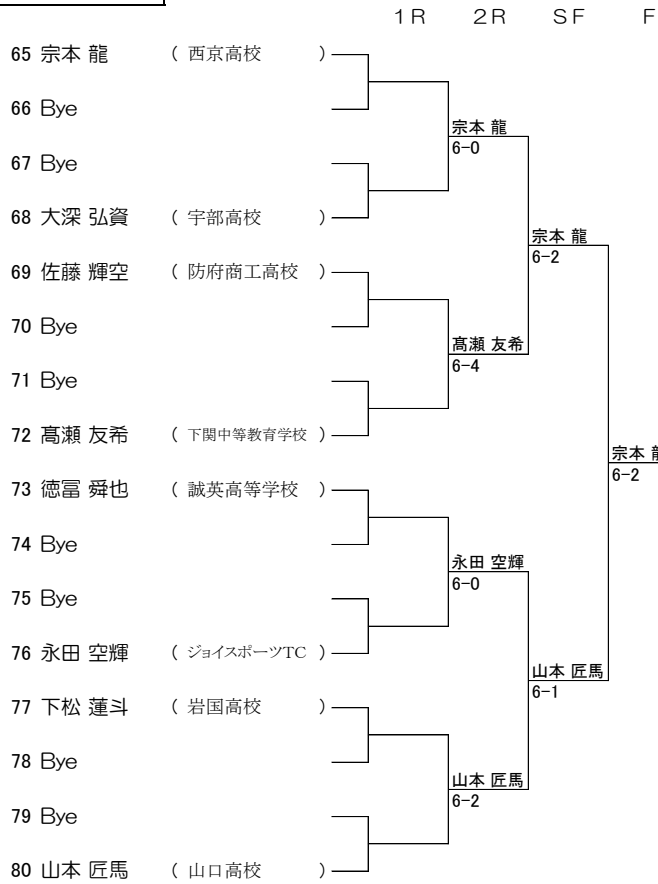 1R 2R SF F
65 宗本 龍 ( 西京高校 )
66 Bye
宗本 龍
6-0
67 Bye
68 大深 弘資 ( 宇部高校 )
宗本 龍
6-2
69 佐藤 輝空 ( 防府商工高校 )
70 Bye
髙瀬 友希
6-4
71 Bye
72 髙瀬 友希 ( 下関中等教育学校 )
宗本 龍
6-2
73 徳冨 舜也 ( 誠英高等学校 )
74 Bye
永田 空輝
6-0
75 Bye
76 永田 空輝 ( ジョイスポーツTC )
山本 匠馬
6-1
77 下松 蓮斗 ( 岩国高校 )
78 Bye
山本 匠馬
6-2
79 Bye
80 山本 匠馬 ( 山口高校 )